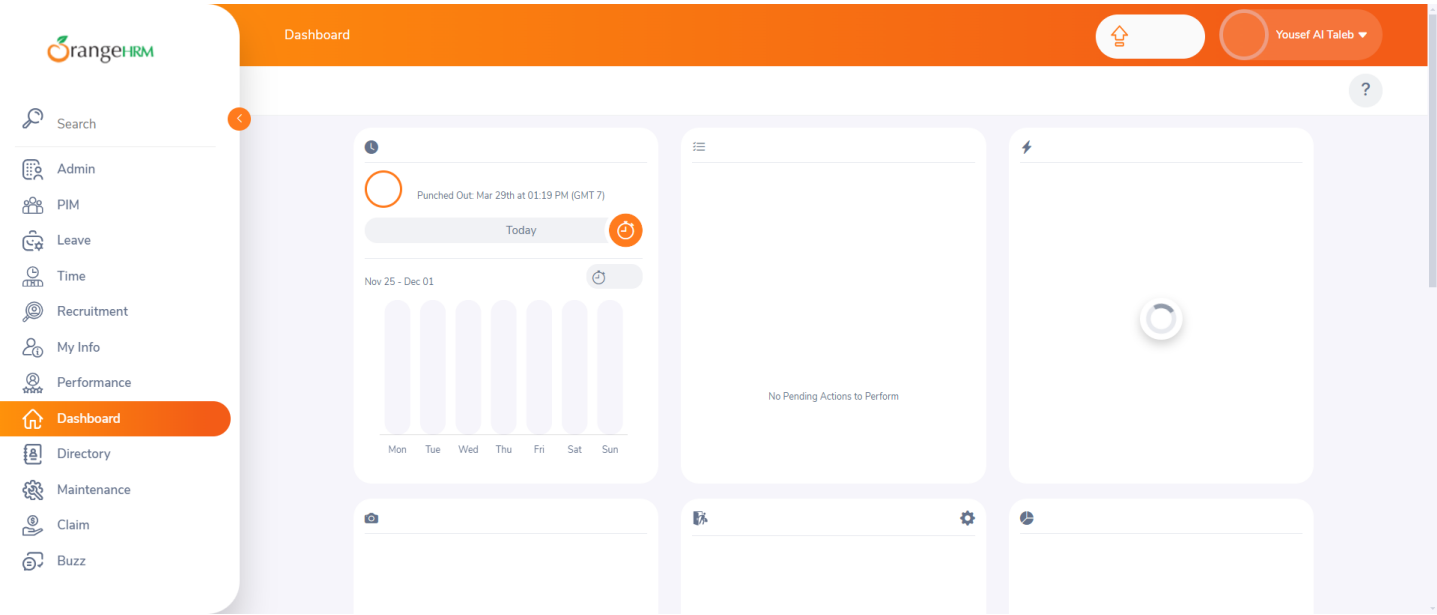 OrangeHRM
Dashboard
Yousef Al Taleb
?
Search
Admin
PIM
Leave
Time
Recruitment
My Info
Performance
Dashboard
Directory
Maintenance
Claim
Buzz
Punched Out: Mar 29th at 01:19 PM (GMT 7)
Today
Nov 25 - Dec 01
Mon Tue Wed Thu Fri Sat Sun
No Pending Actions to Perform